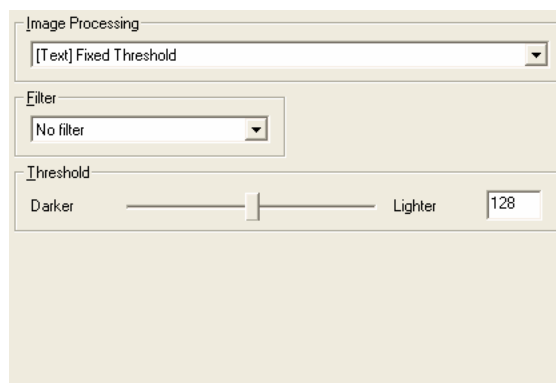 Image Processing
[Text] Fixed Threshold
Filter
No filter
Threshold
Darker Lighter 128